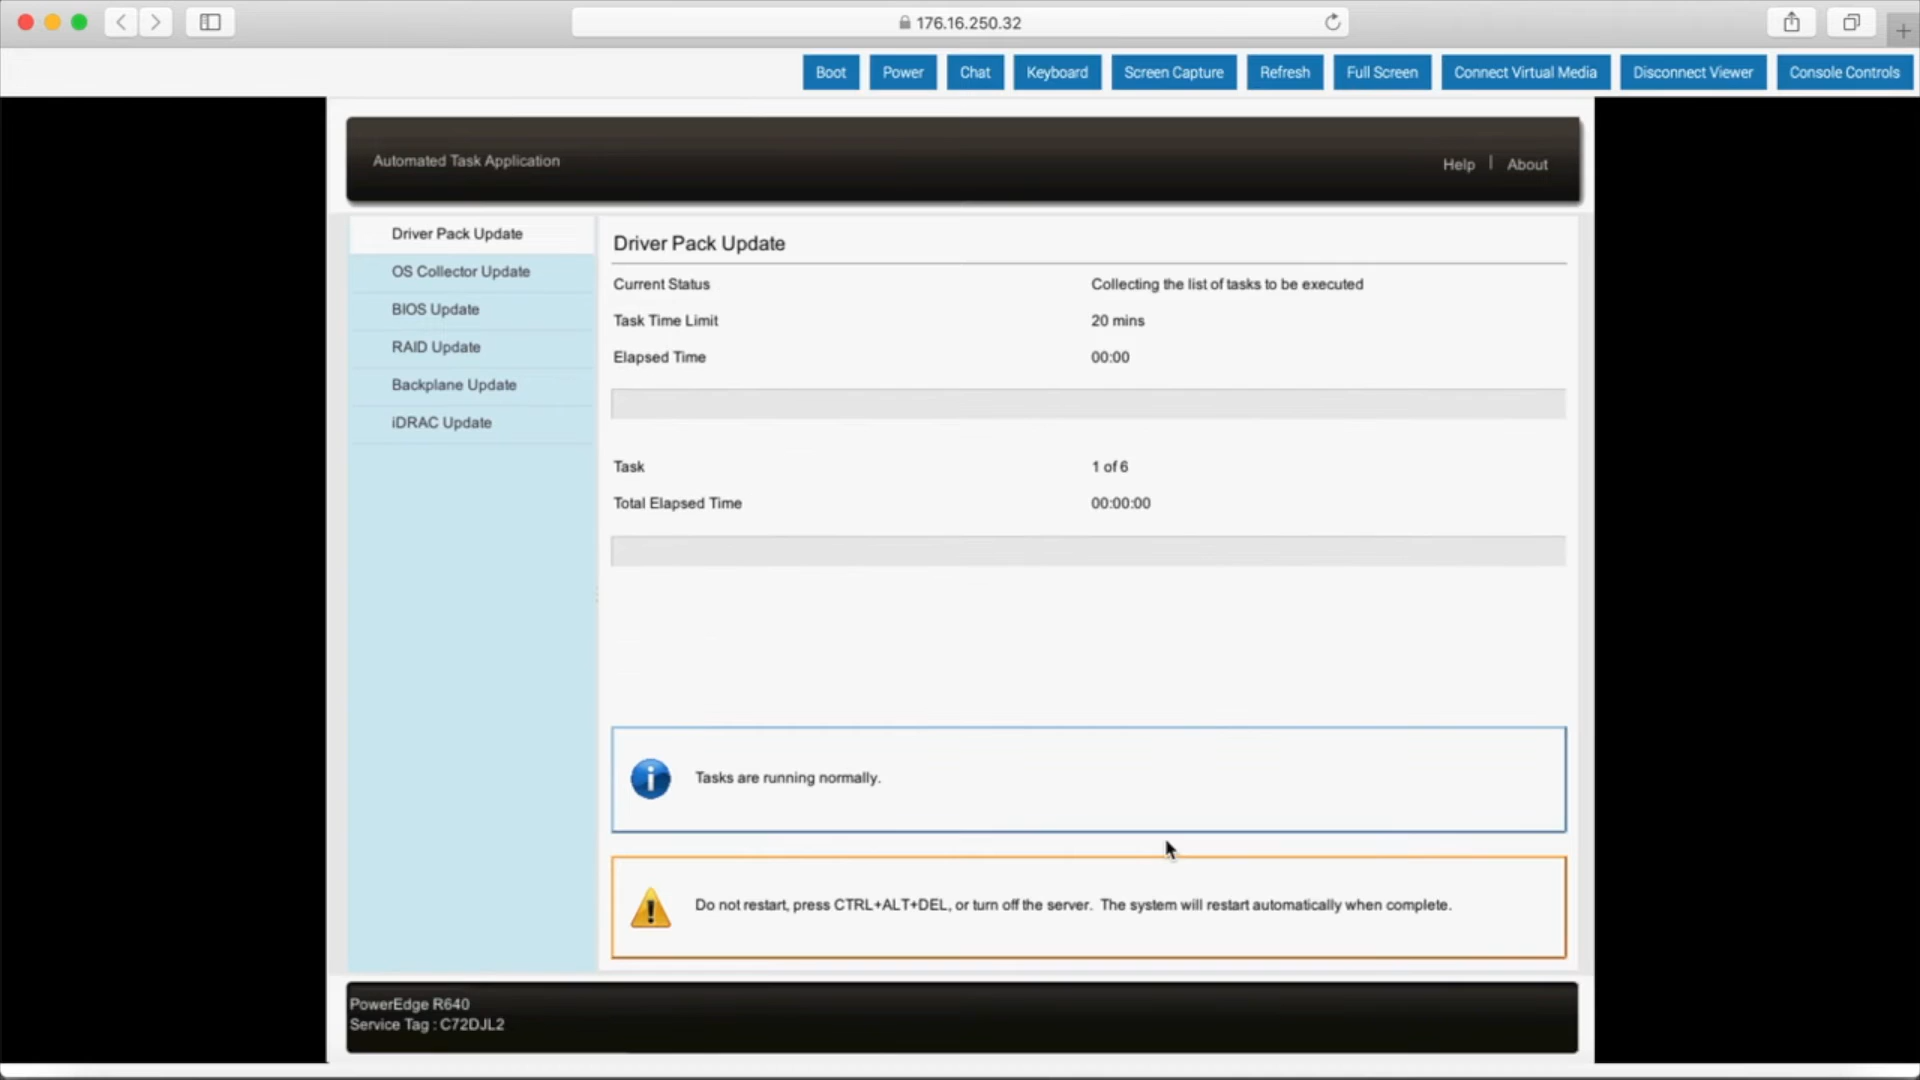 176.16.250.32
Boot Power Chat Keyboard Screen Capture Refresh Full Screen Connect Virtual Media Disconnect Viewer Console Controls
Automated Task Application
Help | About
Driver Pack Update
OS Collector Update
BIOS Update
RAID Update
Backplane Update
iDRAC Update
Driver Pack Update
Current Status Collecting the list of tasks to be executed
Task Time Limit 20 mins
Elapsed Time 00:00
Task 1 of 6
Total Elapsed Time 00:00:00
Tasks are running normally.
Do not restart, press CTRL+ALT+DEL, or turn off the server. The system will restart automatically when complete.
PowerEdge R640
Service Tag : C72DJL2